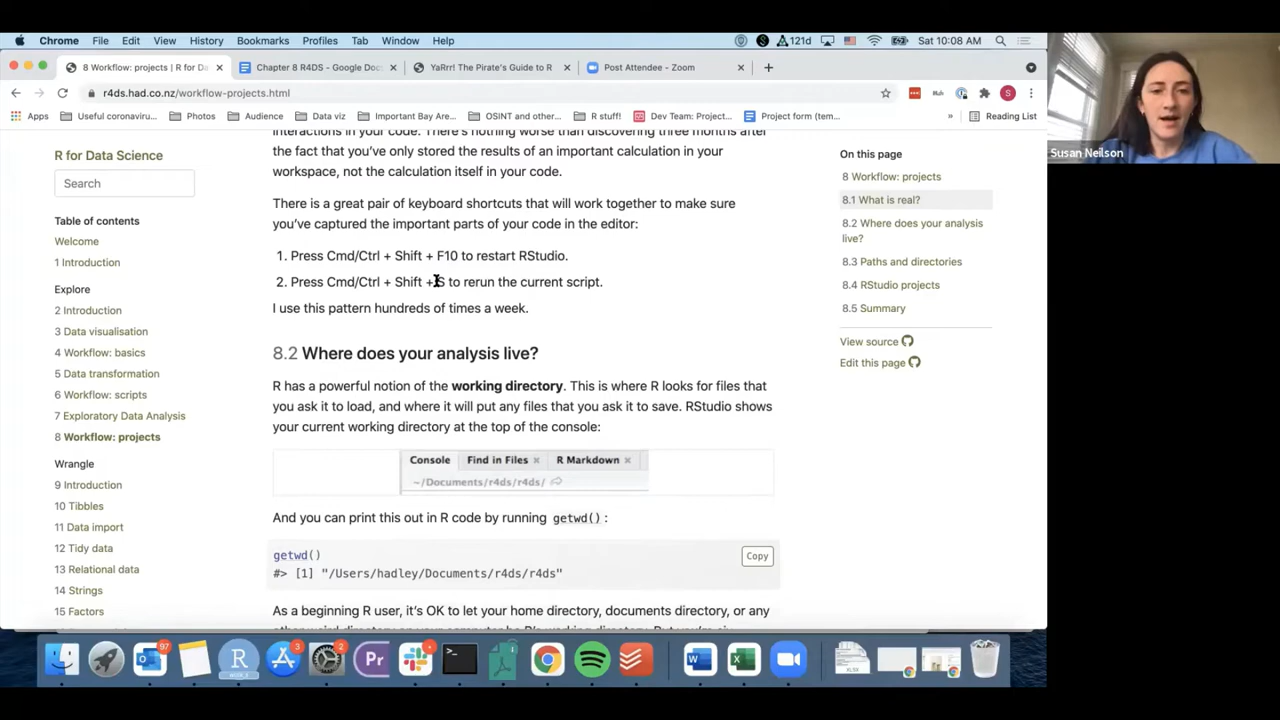 Chrome File Edit View History Bookmarks Profiles Tab Window Help 121d Sat 10:08 AM
8 Workflow: projects | R for Da Chapter 8 R4DS - Google Doc YaRrr! The Pirate's Guide to R Post Attendee - Zoom
r4ds.had.co.nz/workflow-projects.html
Apps Useful coronaviru... Photos Audience Data viz Important Bay Are... OSINT and other... R stuff! Dev Team: Project... Project form (tem... » Reading List
Susan Neilson
R for Data Science
Search
Table of contents
Welcome
1 Introduction
Explore
2 Introduction
3 Data visualisation
4 Workflow: basics
5 Data transformation
6 Workflow: scripts
7 Exploratory Data Analysis
8 Workflow: projects
Wrangle
9 Introduction
10 Tibbles
11 Data import
12 Tidy data
13 Relational data
14 Strings
15 Factors
interactions in your code. There's nothing worse than discovering three months after
the fact that you've only stored the results of an important calculation in your
workspace, not the calculation itself in your code.
There is a great pair of keyboard shortcuts that will work together to make sure
you've captured the important parts of your code in the editor:
1. Press Cmd/Ctrl + Shift + F10 to restart RStudio.
2. Press Cmd/Ctrl + Shift + S to rerun the current script.
I use this pattern hundreds of times a week.
8.2 Where does your analysis live?
R has a powerful notion of the working directory. This is where R looks for files that
you ask it to load, and where it will put any files that you ask it to save. RStudio shows
your current working directory at the top of the console:
Console Find in Files R Markdown
~/Documents/r4ds/r4ds/
And you can print this out in R code by running getwd() :
getwd()
#> [1] "/Users/hadley/Documents/r4ds/r4ds"
Copy
As a beginning R user, it's OK to let your home directory, documents directory, or any
On this page
8 Workflow: projects
8.1 What is real?
8.2 Where does your analysis
live?
8.3 Paths and directories
8.4 RStudio projects
8.5 Summary
View source
Edit this page
97
3
2